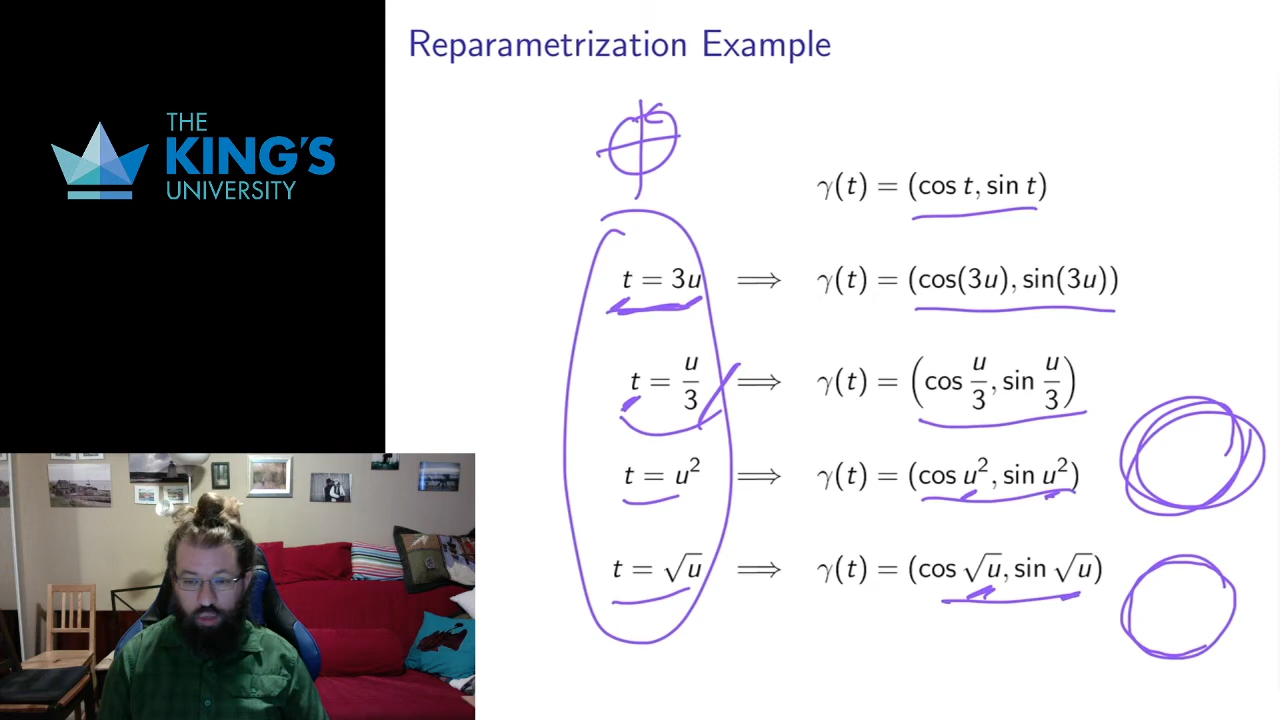 Reparametrization Example
THE
KING'S
UNIVERSITY
γ(t) = (cos t, sin t)
t = 3u ⟹ γ(t) = (cos(3u), sin(3u))
t = u/3 ⟹ γ(t) = (cos u/3, sin u/3)
t = u² ⟹ γ(t) = (cos u², sin u²)
t = √u ⟹ γ(t) = (cos √u, sin √u)